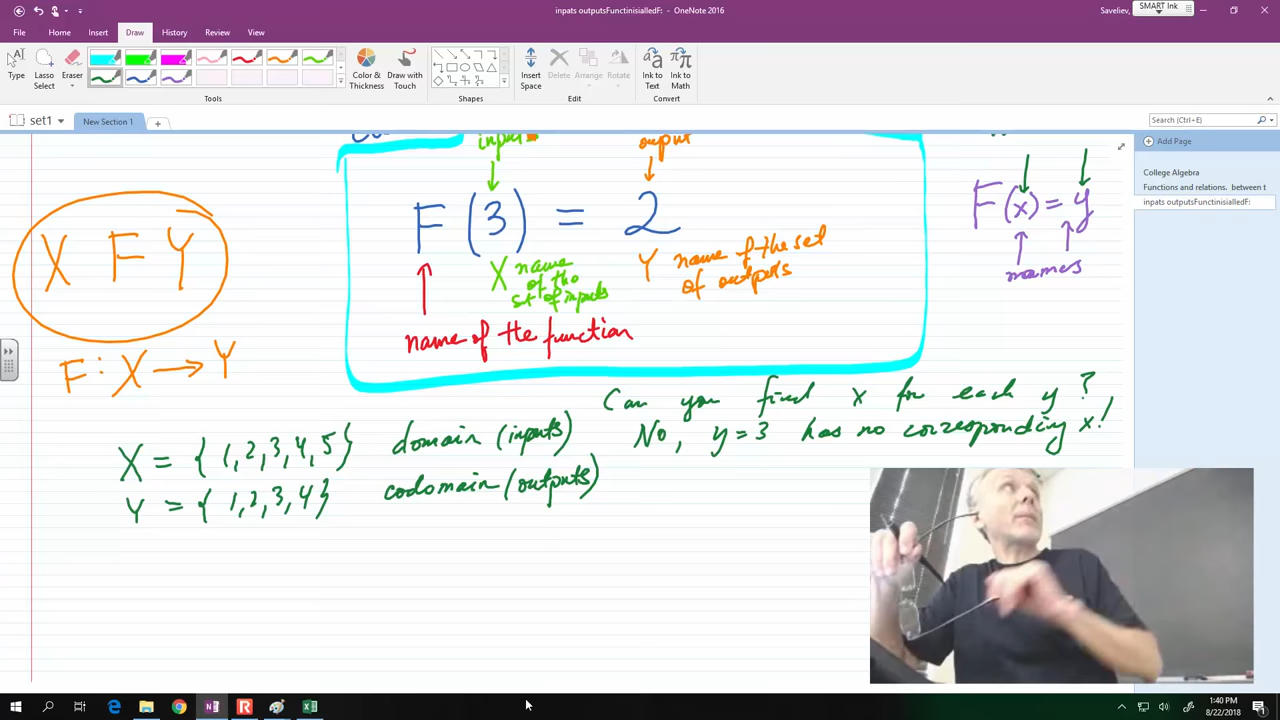 inpats outputsFunctinisialledF: - OneNote 2016
Saveliev,
SMART Ink
File Home Insert Draw History Review View
Type
Lasso Select
Eraser
Color & Thickness
Draw with Touch
Insert Space
Delete
Arrange
Rotate
Ink to Text
Ink to Math
Tools
Shapes
Edit
Convert
set1
New Section 1
Search (Ctrl+E)
Add Page
College Algebra
Functions and relations. between t
inpats outputsFunctinisialledF:
input
output
F (3) = 2
F (x) = y
names
X F Y
X name of the set of inputs
Y name of the set of outputs
name of the function
F : X → Y
Can you find x for each y ?
No, y = 3 has no corresponding x!
X = { 1, 2, 3, 4, 5 } domain (inputs)
Y = { 1, 2, 3, 4 } codomain (outputs)
1:40 PM
8/22/2018